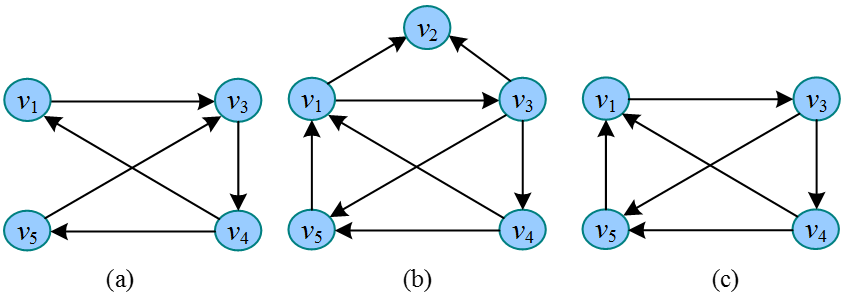 v₂
v₁ v₃ v₁ v₃ v₁ v₃
v₅ v₄ v₅ v₄ v₅ v₄
(a) (b) (c)